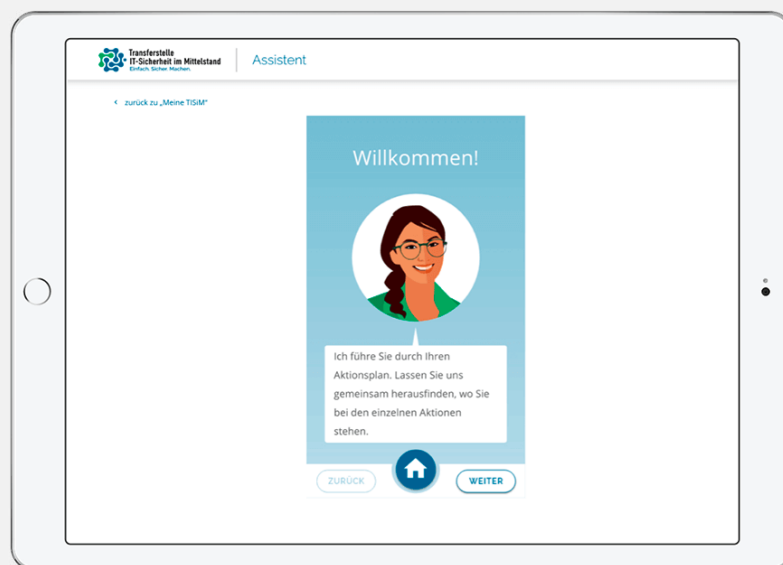 Transferstelle
IT-Sicherheit im Mittelstand
Einfach. Sicher. Machen.
Assistent
‹ zurück zu „Meine TISiM"
Willkommen!
Ich führe Sie durch Ihren
Aktionsplan. Lassen Sie uns
gemeinsam herausfinden, wo Sie
bei den einzelnen Aktionen
stehen.
ZURÜCK
WEITER